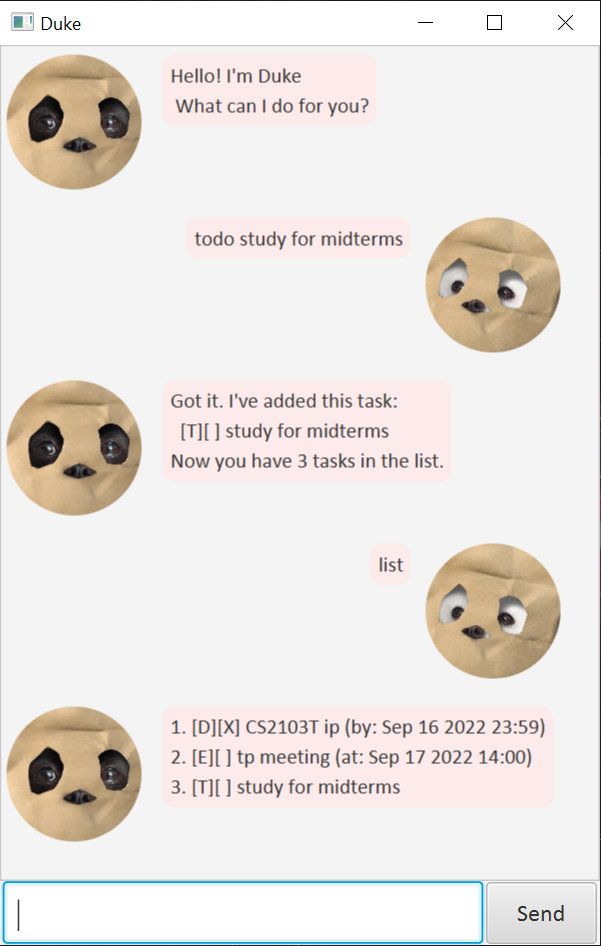 Duke
Hello! I'm Duke
What can I do for you?
todo study for midterms
Got it. I've added this task:
[T][ ] study for midterms
Now you have 3 tasks in the list.
list
1. [D][X] CS2103T ip (by: Sep 16 2022 23:59)
2. [E][ ] tp meeting (at: Sep 17 2022 14:00)
3. [T][ ] study for midterms
Send